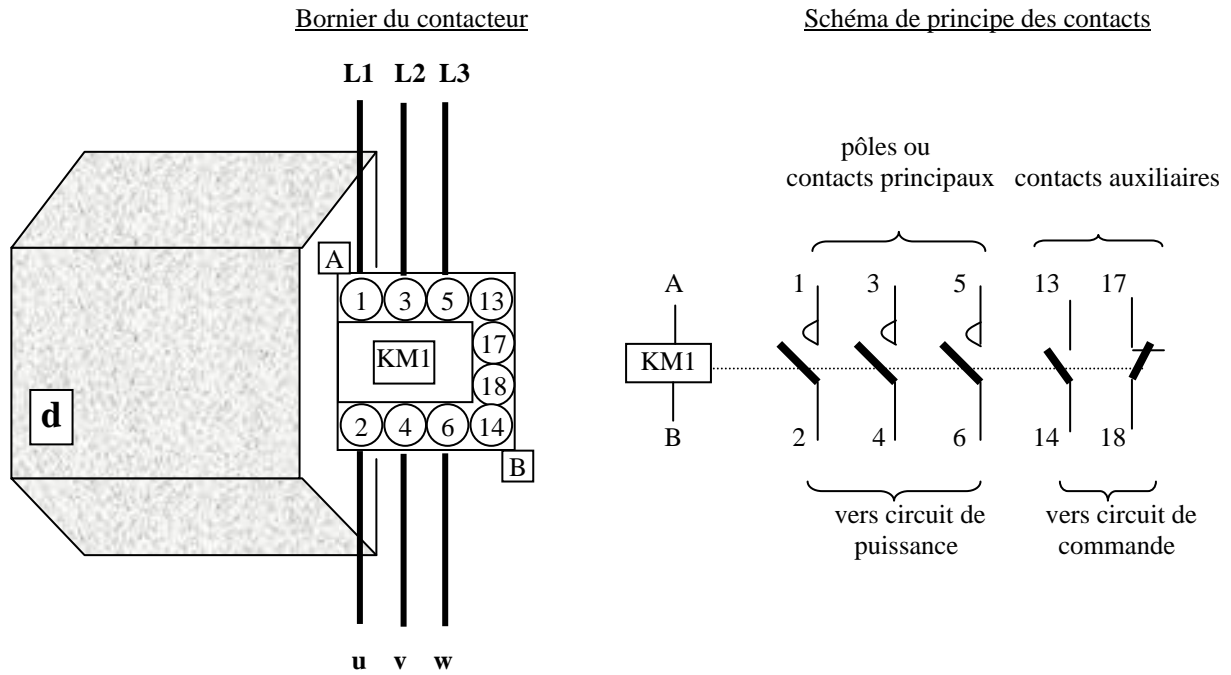 Bornier du contacteur
Schéma de principe des contacts
L1 L2 L3
A
1 3 5 13
17
KM1
18
2 4 6 14
B
d
u v w
pôles ou
contacts principaux
contacts auxiliaires
A
1 3 5 13 17
KM1
B
2 4 6 14 18
vers circuit de
puissance
vers circuit de
commande